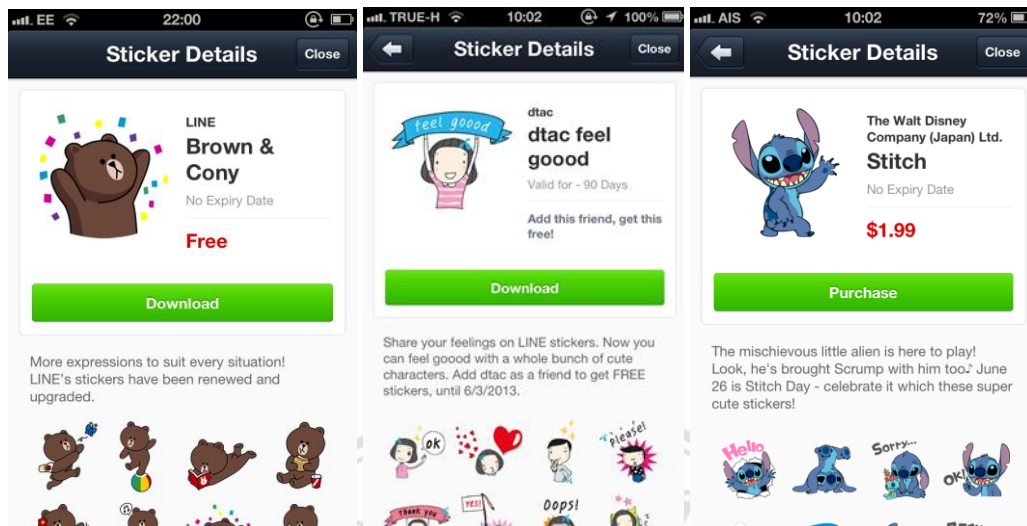 EE 22:00
Sticker Details Close
LINE
Brown &
Cony
No Expiry Date
Free
Download
More expressions to suit every situation!
LINE's stickers have been renewed and
upgraded.
TRUE-H 10:02 100%
Sticker Details Close
feel goood
dtac
dtac feel
goood
Valid for - 90 Days
Add this friend, get this
free!
Download
Share your feelings on LINE stickers. Now you
can feel goood with a whole bunch of cute
characters. Add dtac as a friend to get FREE
stickers, until 6/3/2013.
OK
please!
THANK YOU
YES!
OOPS!
AIS 10:02 72%
Sticker Details Close
The Walt Disney
Company (Japan) Ltd.
Stitch
No Expiry Date
$1.99
Purchase
The mischievous little alien is here to play!
Look, he's brought Scrump with him too♪ June
26 is Stitch Day - celebrate it which these super
cute stickers!
Hello
Sorry...
OK!